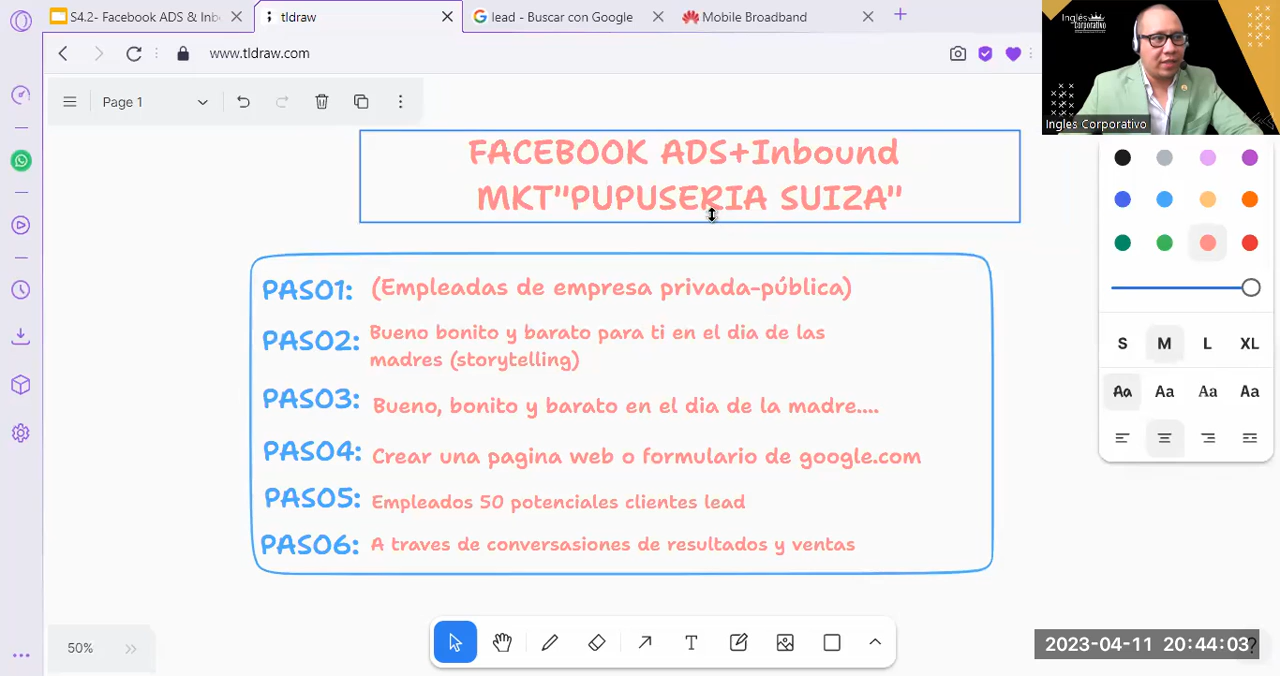 S4.2- Facebook ADS & Inb
tldraw
lead - Buscar con Google
Mobile Broadband
www.tldraw.com
Page 1
Inglés
Corporativo
Ingles Corporativo
FACEBOOK ADS+Inbound
MKT"PUPUSERIA SUIZA"
PASO1: (Empleadas de empresa privada-pública)
PASO2: Bueno bonito y barato para ti en el dia de las
madres (storytelling)
PASO3: Bueno, bonito y barato en el dia de la madre....
PASO4: Crear una pagina web o formulario de google.com
PASO5: Empleados 50 potenciales clientes lead
PASO6: A traves de conversasiones de resultados y ventas
S M L XL
Aa Aa Aa Aa
50%
2023-04-11 20:44:03